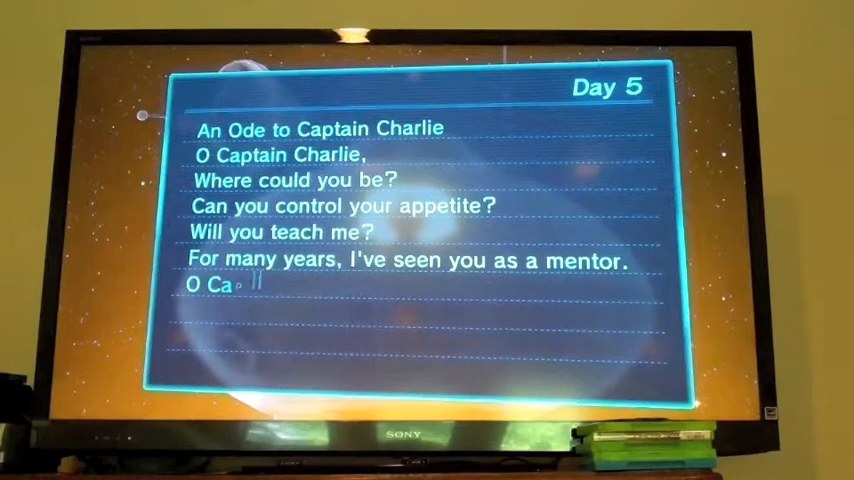 Day 5
An Ode to Captain Charlie
O Captain Charlie,
Where could you be?
Can you control your appetite?
Will you teach me?
For many years, I've seen you as a mentor.
O Cap
SONY